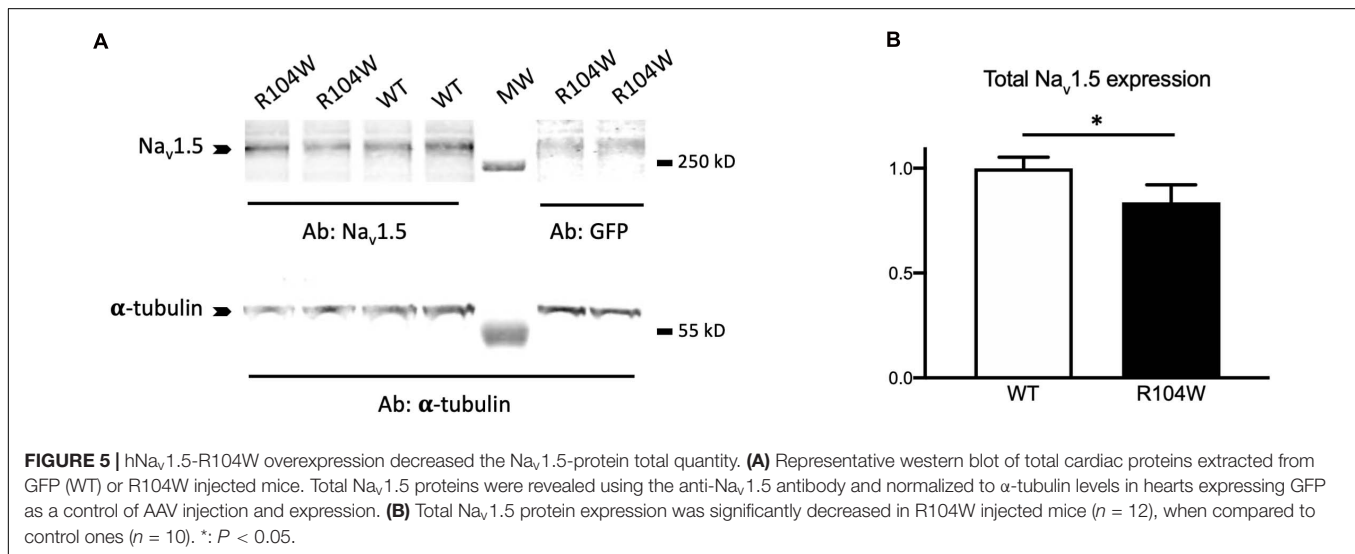 A
R104W R104W WT WT MW R104W R104W
Naᵥ1.5
250 kD
Ab: Naᵥ1.5 Ab: GFP
α-tubulin
55 kD
Ab: α-tubulin
B
Total Naᵥ1.5 expression
*
1.0
0.5
0.0
WT R104W
FIGURE 5 | hNaᵥ1.5-R104W overexpression decreased the Naᵥ1.5-protein total quantity. (A) Representative western blot of total cardiac proteins extracted from
GFP (WT) or R104W injected mice. Total Naᵥ1.5 proteins were revealed using the anti-Naᵥ1.5 antibody and normalized to α-tubulin levels in hearts expressing GFP
as a control of AAV injection and expression. (B) Total Naᵥ1.5 protein expression was significantly decreased in R104W injected mice (n = 12), when compared to
control ones (n = 10). *: P < 0.05.